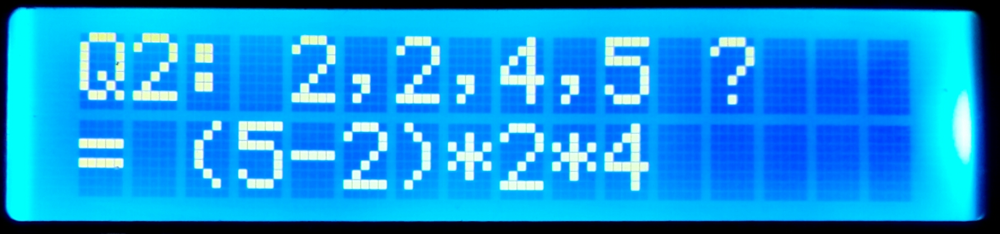 Q2: 2,2,4,5 ?
= (5-2)*2*4